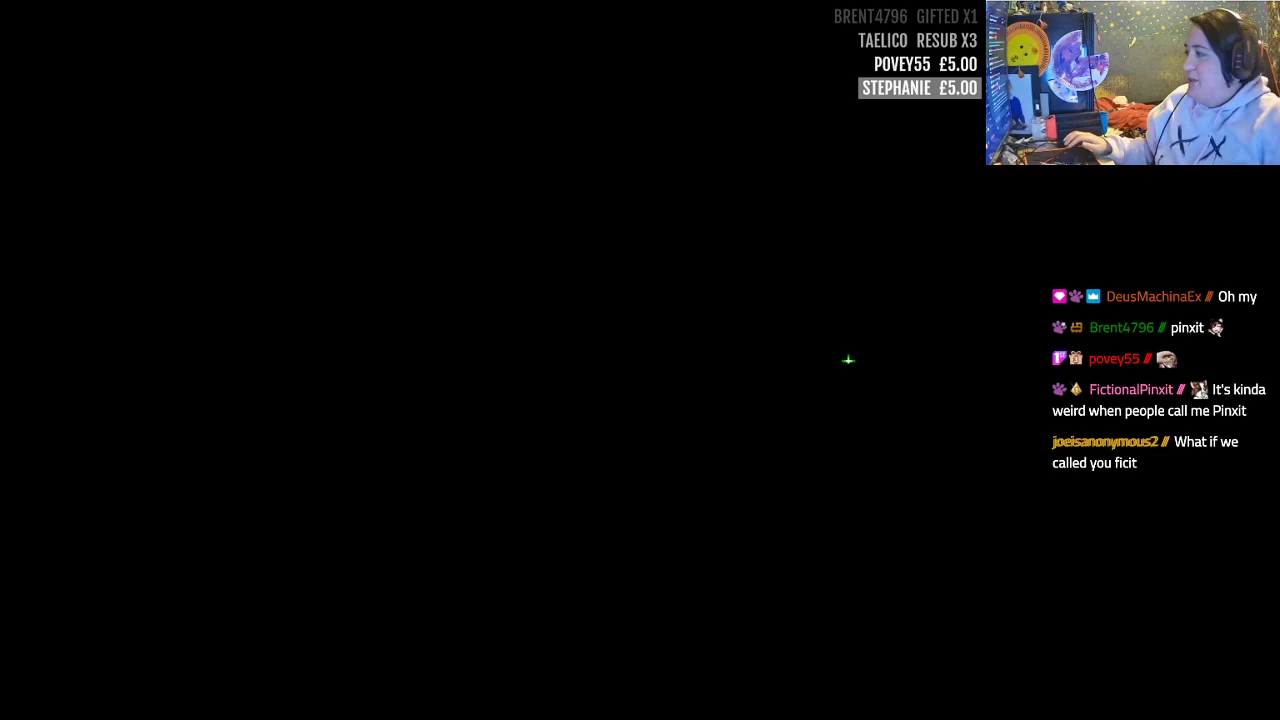 BRENT4796 GIFTED X1
TAELICO RESUB X3
POVEY55 £5.00
STEPHANIE £5.00
DeusMachinaEx // Oh my
Brent4796 // pinxit
povey55 //
FictionalPinxit // It's kinda
weird when people call me Pinxit
joeisanonymous2 // What if we
called you ficit